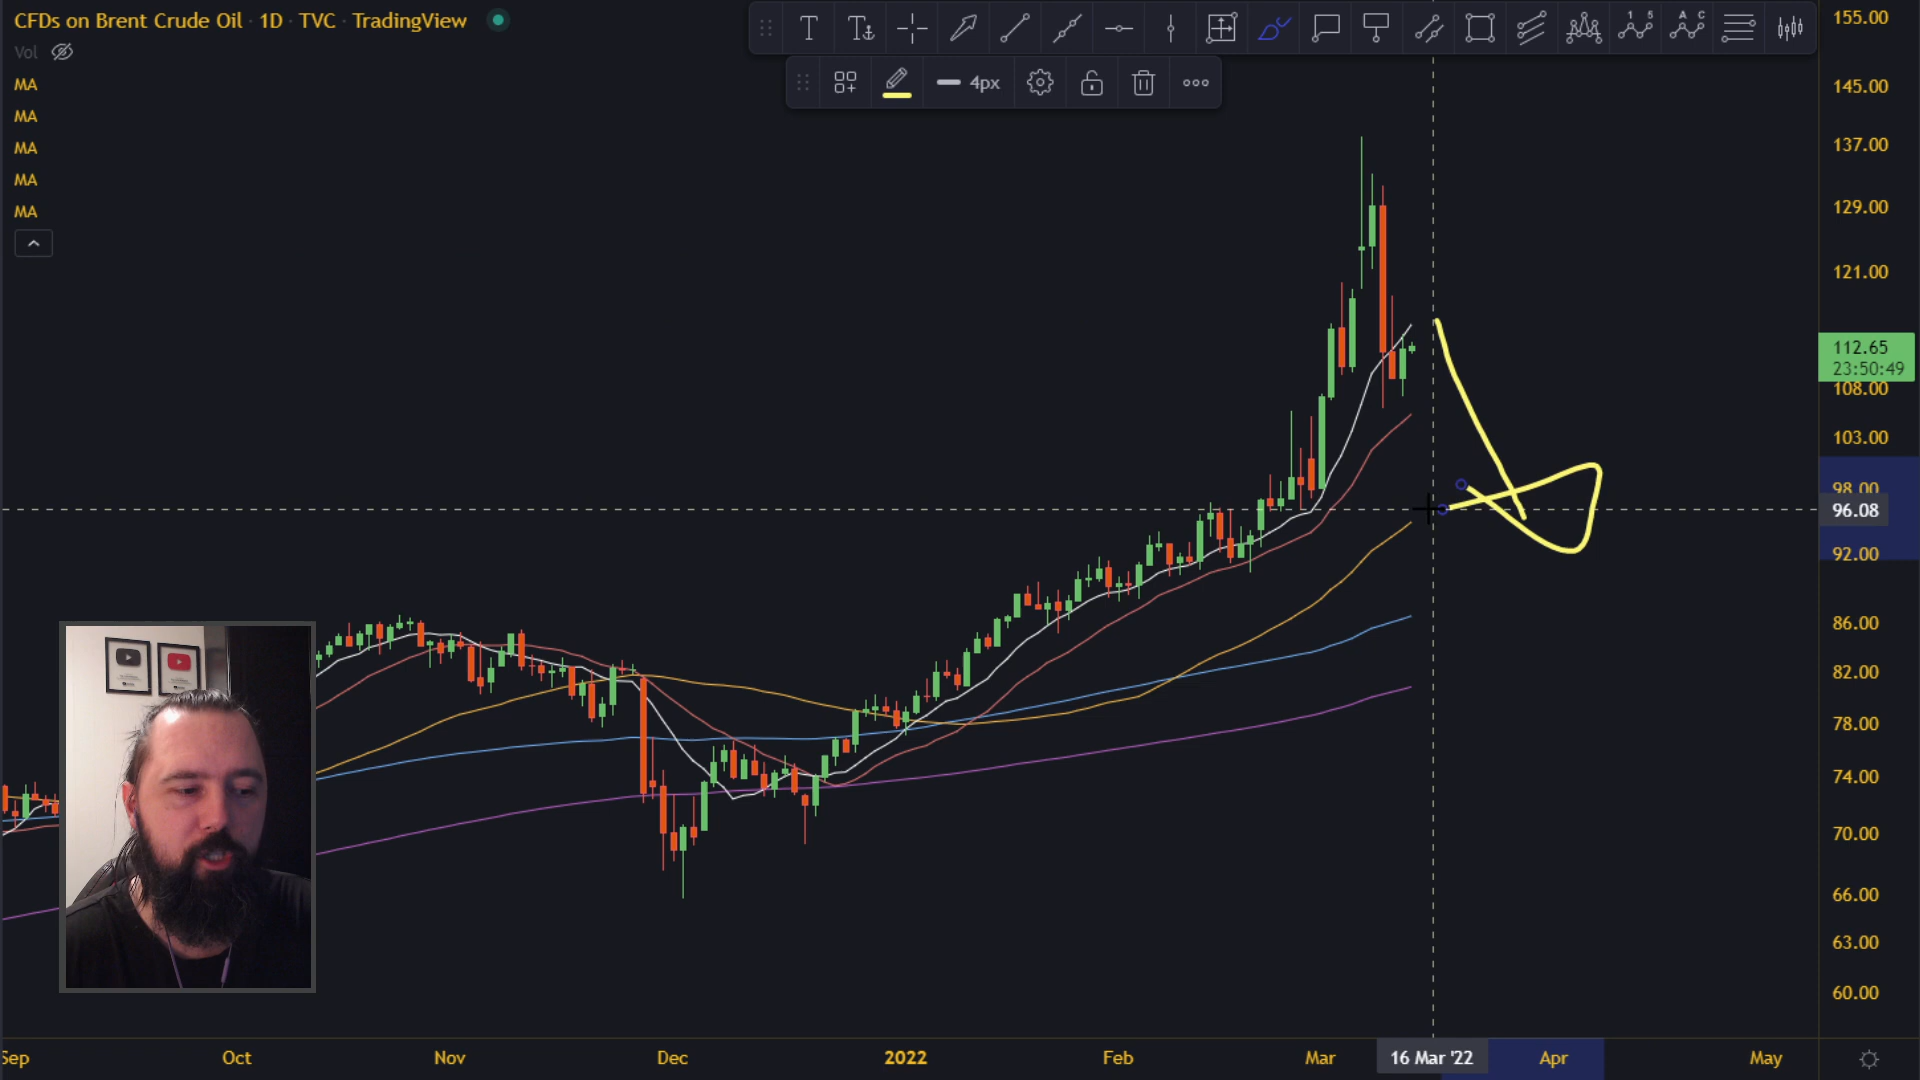 CFDs on Brent Crude Oil · 1D · TVC · TradingView
Vol
MA
MA
MA
MA
MA
4px
155.00
145.00
137.00
129.00
121.00
112.65
23:50:49
108.00
103.00
98.00
96.08
92.00
86.00
82.00
78.00
74.00
70.00
66.00
63.00
60.00
Sep
Oct
Nov
Dec
2022
Feb
Mar
16 Mar '22
Apr
May